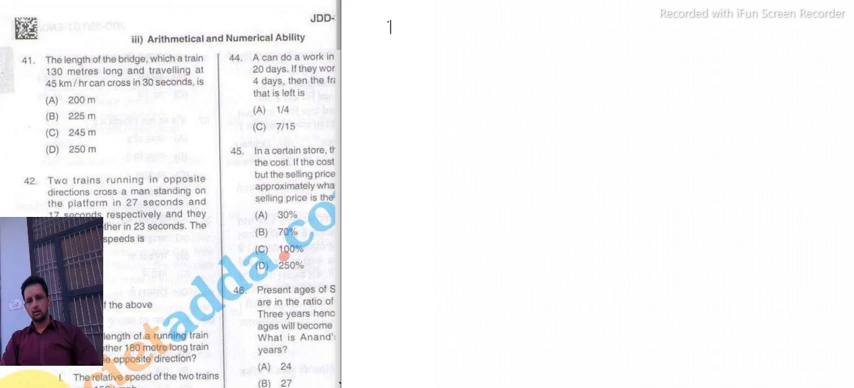 JDD-
Recorded with iFun Screen Recorder
1
iii) Arithmetical and Numerical Ability
41. The length of the bridge, which a train
130 metres long and travelling at
45 km / hr can cross in 30 seconds, is
(A) 200 m
(B) 225 m
(C) 245 m
(D) 250 m
42. Two trains running in opposite
directions cross a man standing on
the platform in 27 seconds and
17 seconds respectively and they
ther in 23 seconds. The
speeds is
f the above
length of a running train
ther 180 metre long train
opposite direction?
I. The relative speed of the two trains
44. A can do a work in
20 days. If they wor
4 days, then the fra
that is left is
(A) 1/4
(C) 7/15
45. In a certain store, th
the cost. If the cost
but the selling price
approximately wha
selling price is the
(A) 30%
(B) 70%
(C) 100%
(D) 250%
46. Present ages of S
are in the ratio of
Three years henc
ages will become
What is Anand'
years?
(A) 24
(B) 27
ietadda.co